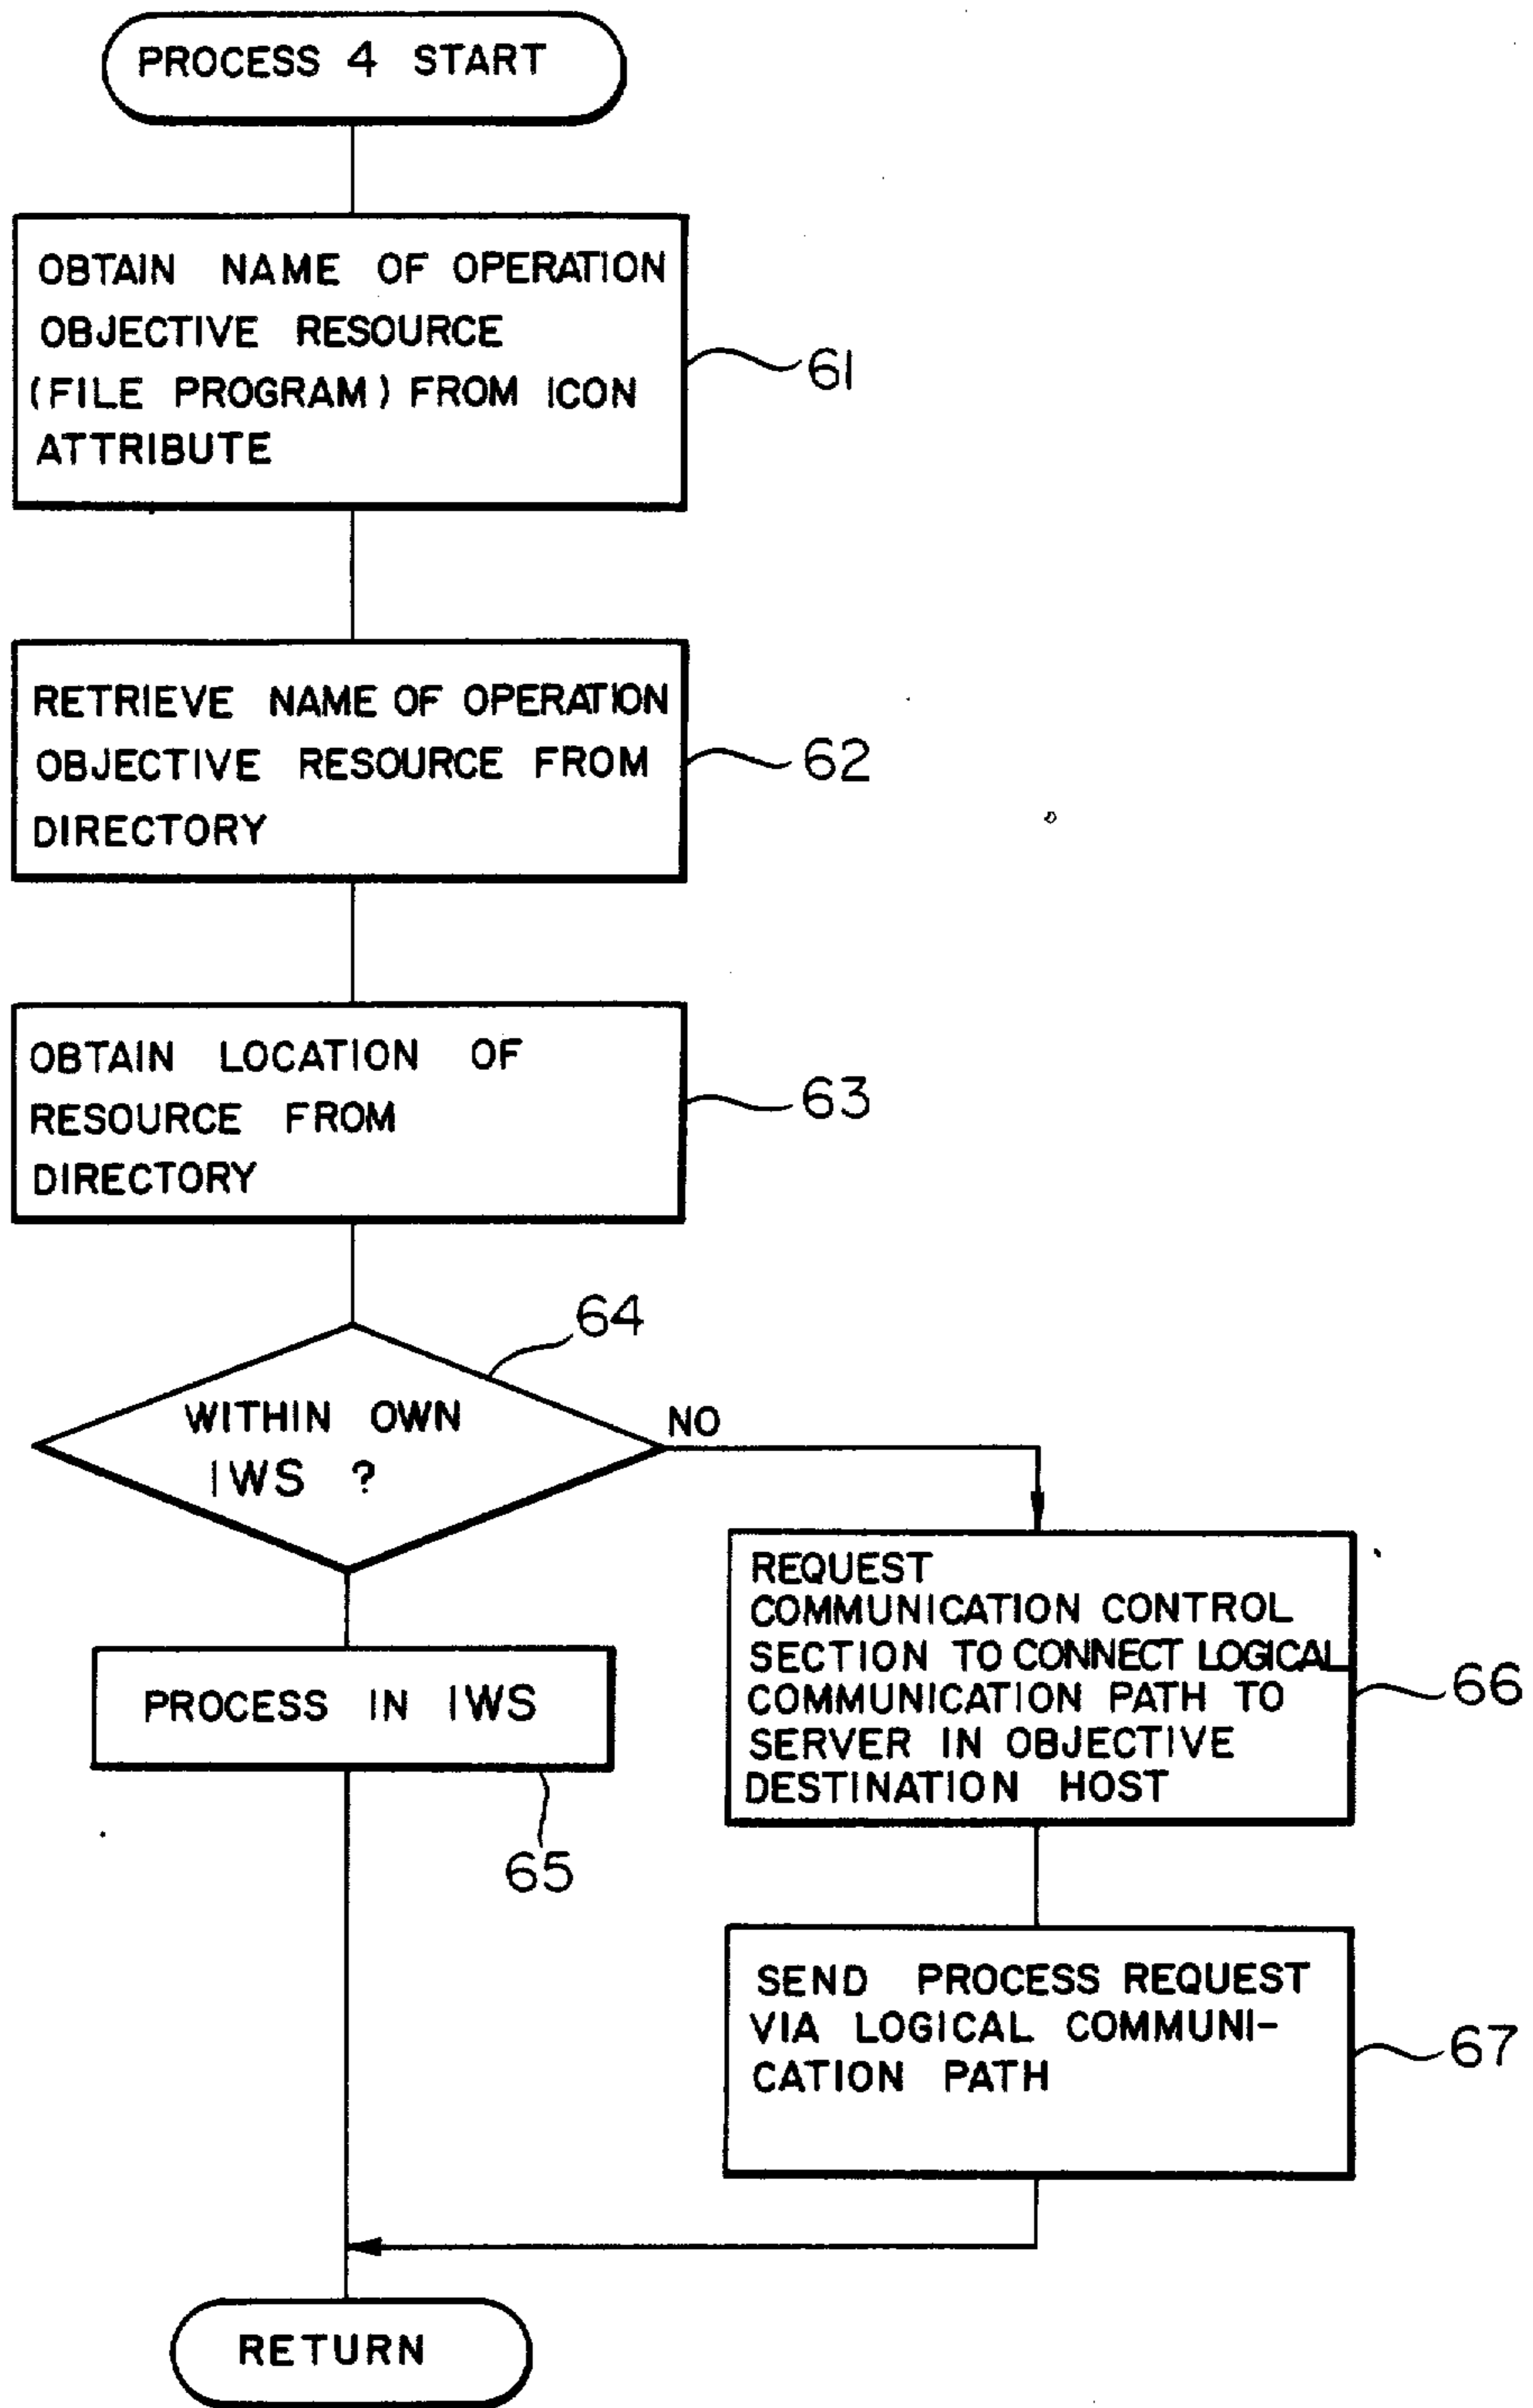 PROCESS 4 START
OBTAIN NAME OF OPERATION
OBJECTIVE RESOURCE
(FILE PROGRAM) FROM ICON
ATTRIBUTE
61
RETRIEVE NAME OF OPERATION
OBJECTIVE RESOURCE FROM
DIRECTORY
62
OBTAIN LOCATION OF
RESOURCE FROM
DIRECTORY
63
64
WITHIN OWN
IWS ?
NO
PROCESS IN IWS
65
REQUEST
COMMUNICATION CONTROL
SECTION TO CONNECT LOGICAL
COMMUNICATION PATH TO
SERVER IN OBJECTIVE
DESTINATION HOST
66
SEND PROCESS REQUEST
VIA LOGICAL COMMUNI-
CATION PATH
67
RETURN